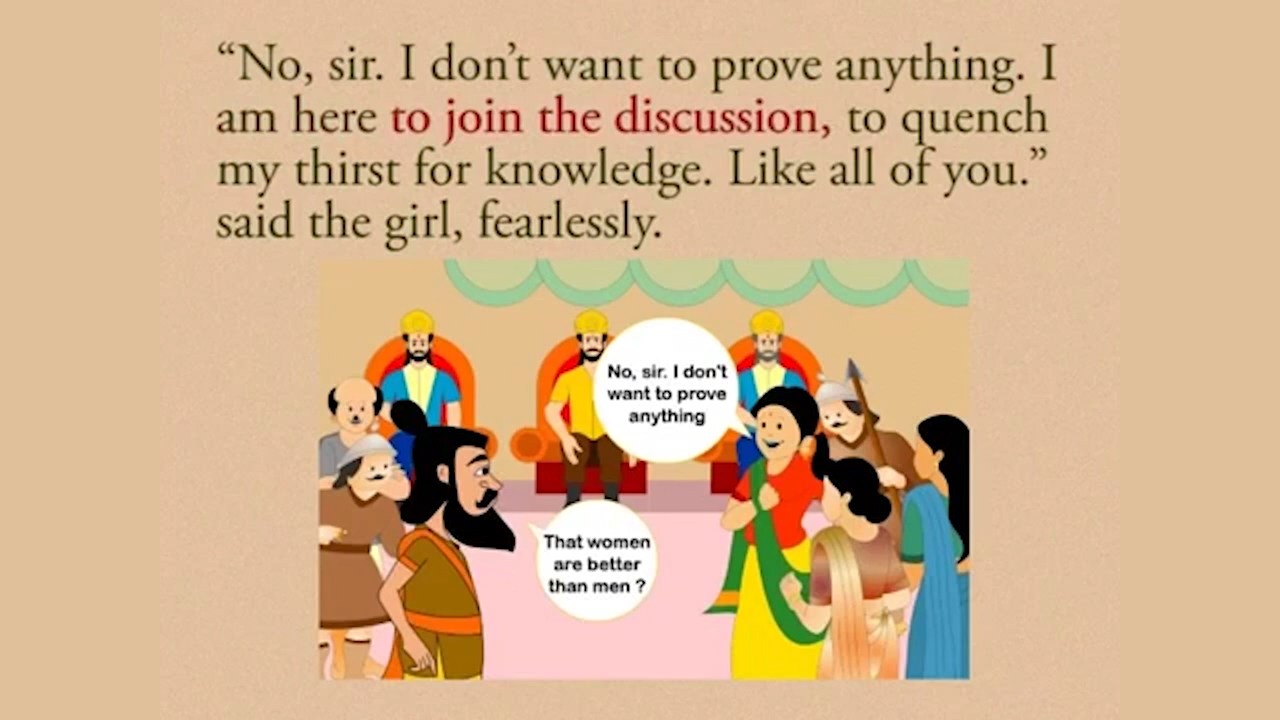 “No, sir. I don’t want to prove anything. I
am here to join the discussion, to quench
my thirst for knowledge. Like all of you.”
said the girl, fearlessly.
No, sir. I don't
want to prove
anything
That women
are better
than men ?